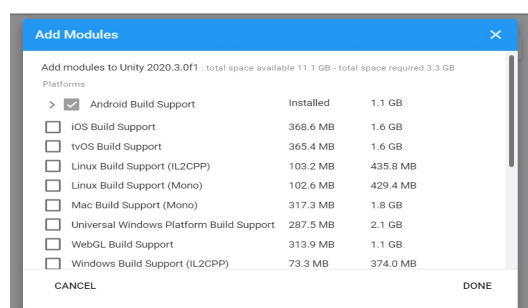 Add Modules
Add modules to Unity 2020.3.0f1 : total space available 11.1 GB - total space required 3.3 GB
Platforms
Android Build Support Installed 1.1 GB
iOS Build Support 368.6 MB 1.6 GB
tvOS Build Support 365.4 MB 1.6 GB
Linux Build Support (IL2CPP) 103.2 MB 435.8 MB
Linux Build Support (Mono) 102.6 MB 429.4 MB
Mac Build Support (Mono) 317.3 MB 1.8 GB
Universal Windows Platform Build Support 287.5 MB 2.1 GB
WebGL Build Support 313.9 MB 1.1 GB
Windows Build Support (IL2CPP) 73.3 MB 374.0 MB
CANCEL DONE